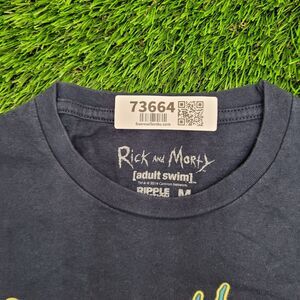 73664
Rick and Morty
[adult swim]
RIPPLE
M